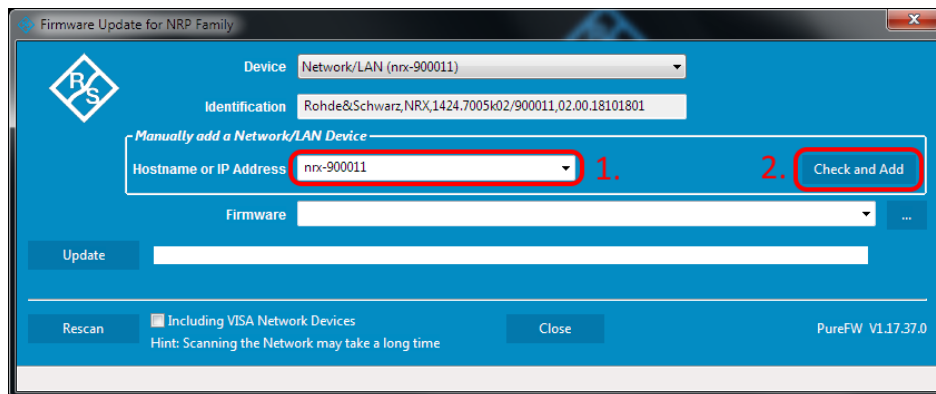 Firmware Update for NRP Family
R&S
Device Network/LAN (nrx-900011)
Identification Rohde&Schwarz,NRX,1424.7005k02/900011,02.00.18101801
Manually add a Network/LAN Device
Hostname or IP Address nrx-900011 1. 2. Check and Add
Firmware ...
Update
Rescan Including VISA Network Devices Close PureFW V1.17.37.0
Hint: Scanning the Network may take a long time